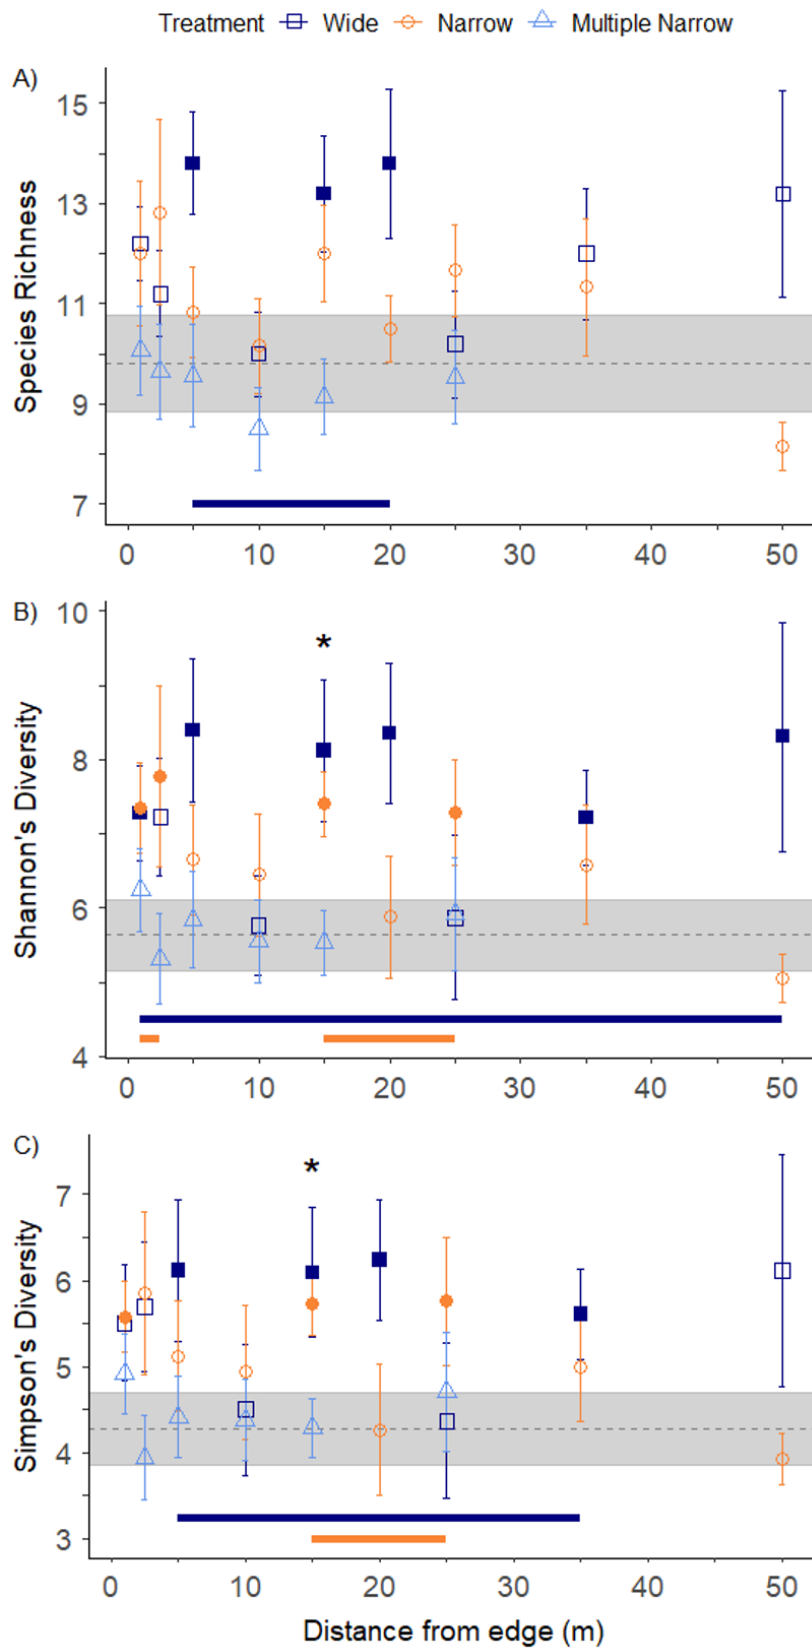 Treatment Wide Narrow Multiple Narrow
A)
Species Richness
15
13
11
9
7
0 10 20 30 40 50
B)
Shannon's Diversity
*
10
8
6
4
0 10 20 30 40 50
C)
Simpson's Diversity
*
7
6
5
4
3
0 10 20 30 40 50
Distance from edge (m)